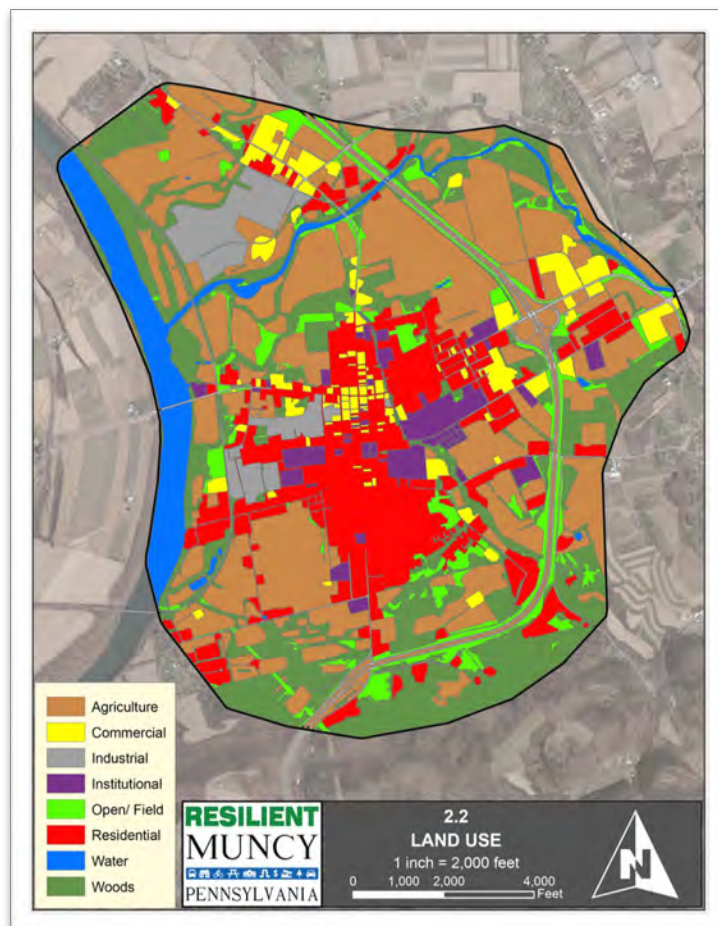 Agriculture
Commercial
Industrial
Institutional
Open/ Field
Residential
Water
Woods
RESILIENT
MUNCY
PENNSYLVANIA
2.2
LAND USE
1 inch = 2,000 feet
0 1,000 2,000 4,000
Feet
N